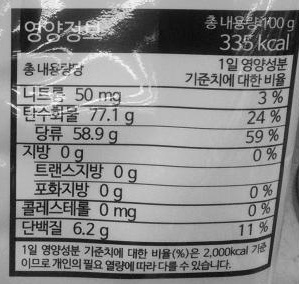 영양정보 총 내용량 100 g
335 kcal
총 내용량당 1일 영양성분
기준치에 대한 비율
나트륨 50 mg 3 %
탄수화물 77.1 g 24 %
당류 58.9 g 59 %
지방 0 g 0 %
트랜스지방 0 g
포화지방 0 g 0 %
콜레스테롤 0 mg 0 %
단백질 6.2 g 11 %
1일 영양성분 기준치에 대한 비율(%)은 2,000kcal 기준
이므로 개인의 필요 열량에 따라 다를 수 있습니다.